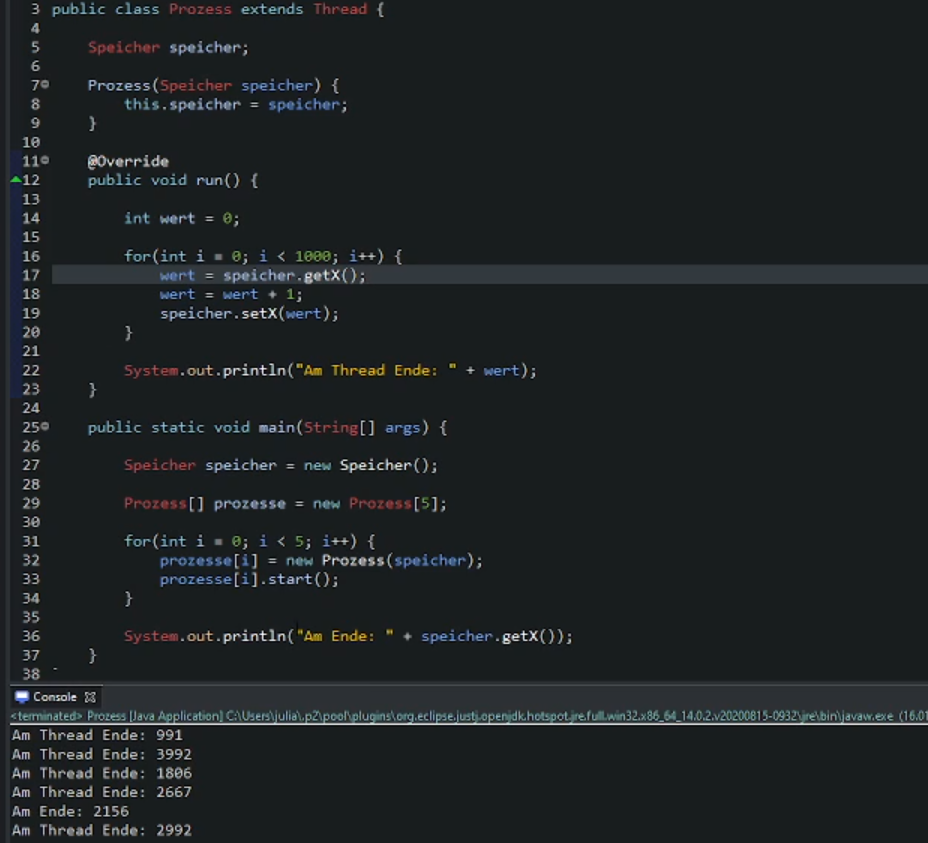 3 public class Prozess extends Thread {
4
5 Speicher speicher;
6
7 Prozess(Speicher speicher) {
8 this.speicher = speicher;
9 }
10
11 @Override
12 public void run() {
13
14 int wert = 0;
15
16 for(int i = 0; i < 1000; i++) {
17 wert = speicher.getX();
18 wert = wert + 1;
19 speicher.setX(wert);
20 }
21
22 System.out.println("Am Thread Ende: " + wert);
23 }
24
25 public static void main(String[] args) {
26
27 Speicher speicher = new Speicher();
28
29 Prozess[] prozesse = new Prozess[5];
30
31 for(int i = 0; i < 5; i++) {
32 prozesse[i] = new Prozess(speicher);
33 prozesse[i].start();
34 }
35
36 System.out.println("Am Ende: " + speicher.getX());
37 }
38
Console
<terminated> Prozess [Java Application] C:\Users\julia\.p2\pool\plugins\org.eclipse.justj.openjdk.hotspot.jre.full.win32.x86_64_14.0.2.v20200815-0932\jre\bin\javaw.exe (16.01
Am Thread Ende: 991
Am Thread Ende: 3992
Am Thread Ende: 1806
Am Thread Ende: 2667
Am Ende: 2156
Am Thread Ende: 2992